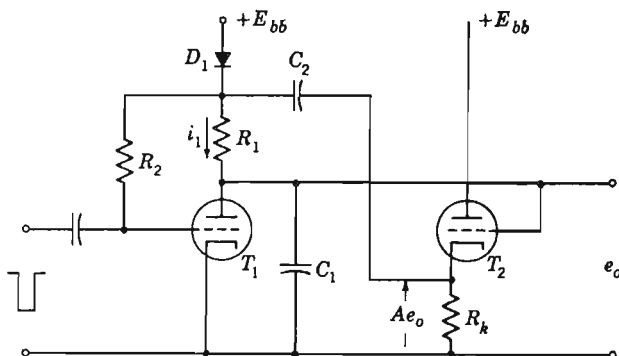 +E_bb
+E_bb
D_1
C_2
i_1
R_1
R_2
T_1
C_1
T_2
e_o
Ae_o
R_k